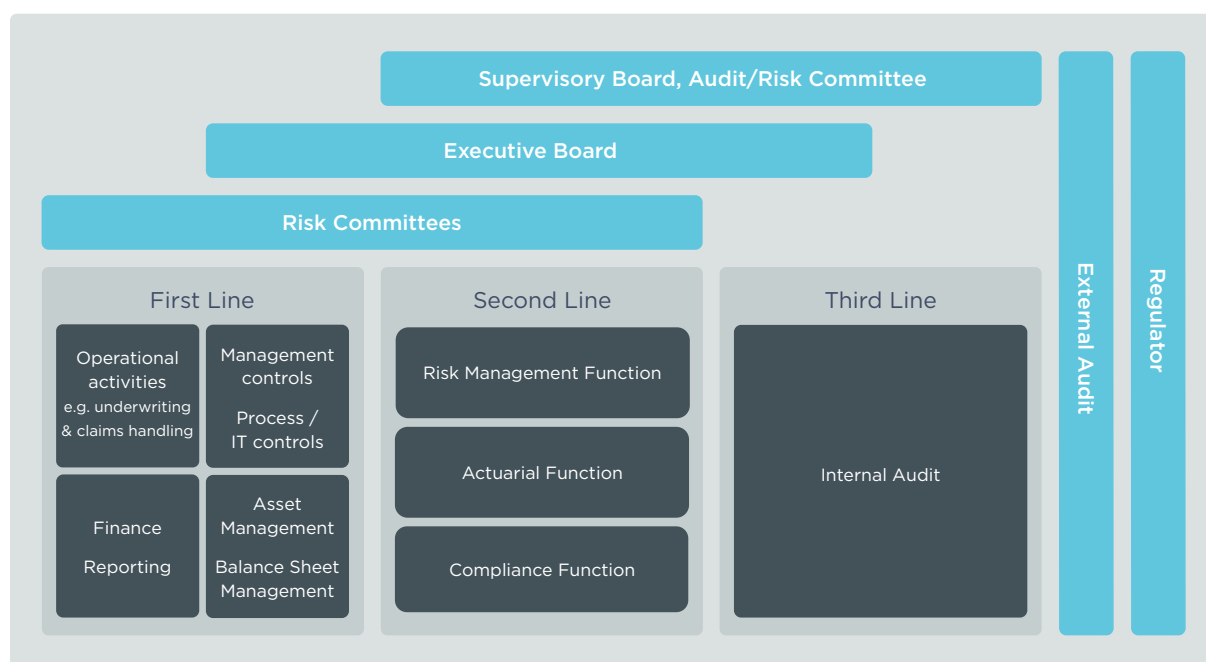 Supervisory Board, Audit/Risk Committee
Executive Board
Risk Committees
First Line
Operational
activities
e.g. underwriting
& claims handling
Management
controls
Process /
IT controls
Finance
Reporting
Asset
Management
Balance Sheet
Management
Second Line
Risk Management Function
Actuarial Function
Compliance Function
Third Line
Internal Audit
External Audit
Regulator